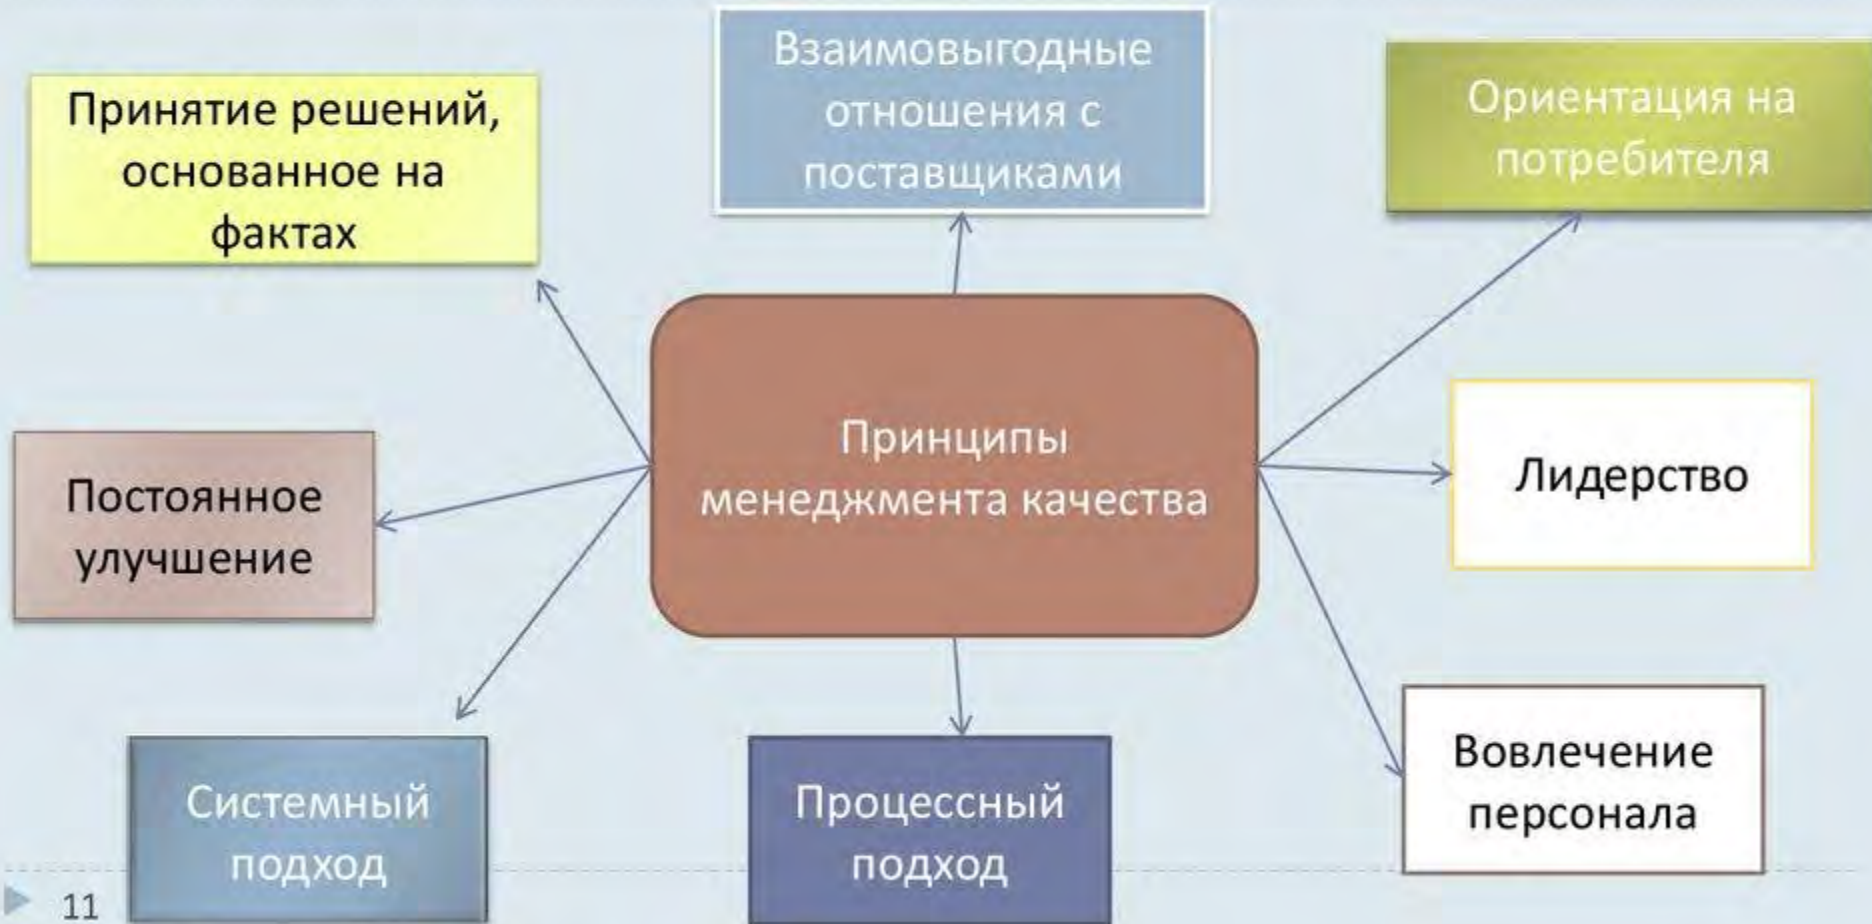 Взаимовыгодные
отношения с
поставщиками
Принятие решений,
основанное на
фактах
Ориентация на
потребителя
Принципы
менеджмента качества
Лидерство
Постоянное
улучшение
Вовлечение
персонала
Системный
подход
Процессный
подход
11